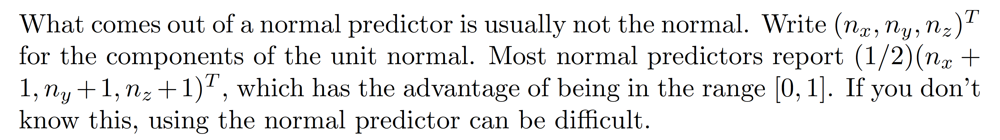 What comes out of a normal predictor is usually not the normal. Write $(n_x, n_y, n_z)^T$
for the components of the unit normal. Most normal predictors report $(1/2)(n_x +$
$1, n_y + 1, n_z + 1)^T$, which has the advantage of being in the range $[0, 1]$. If you don't
know this, using the normal predictor can be difficult.